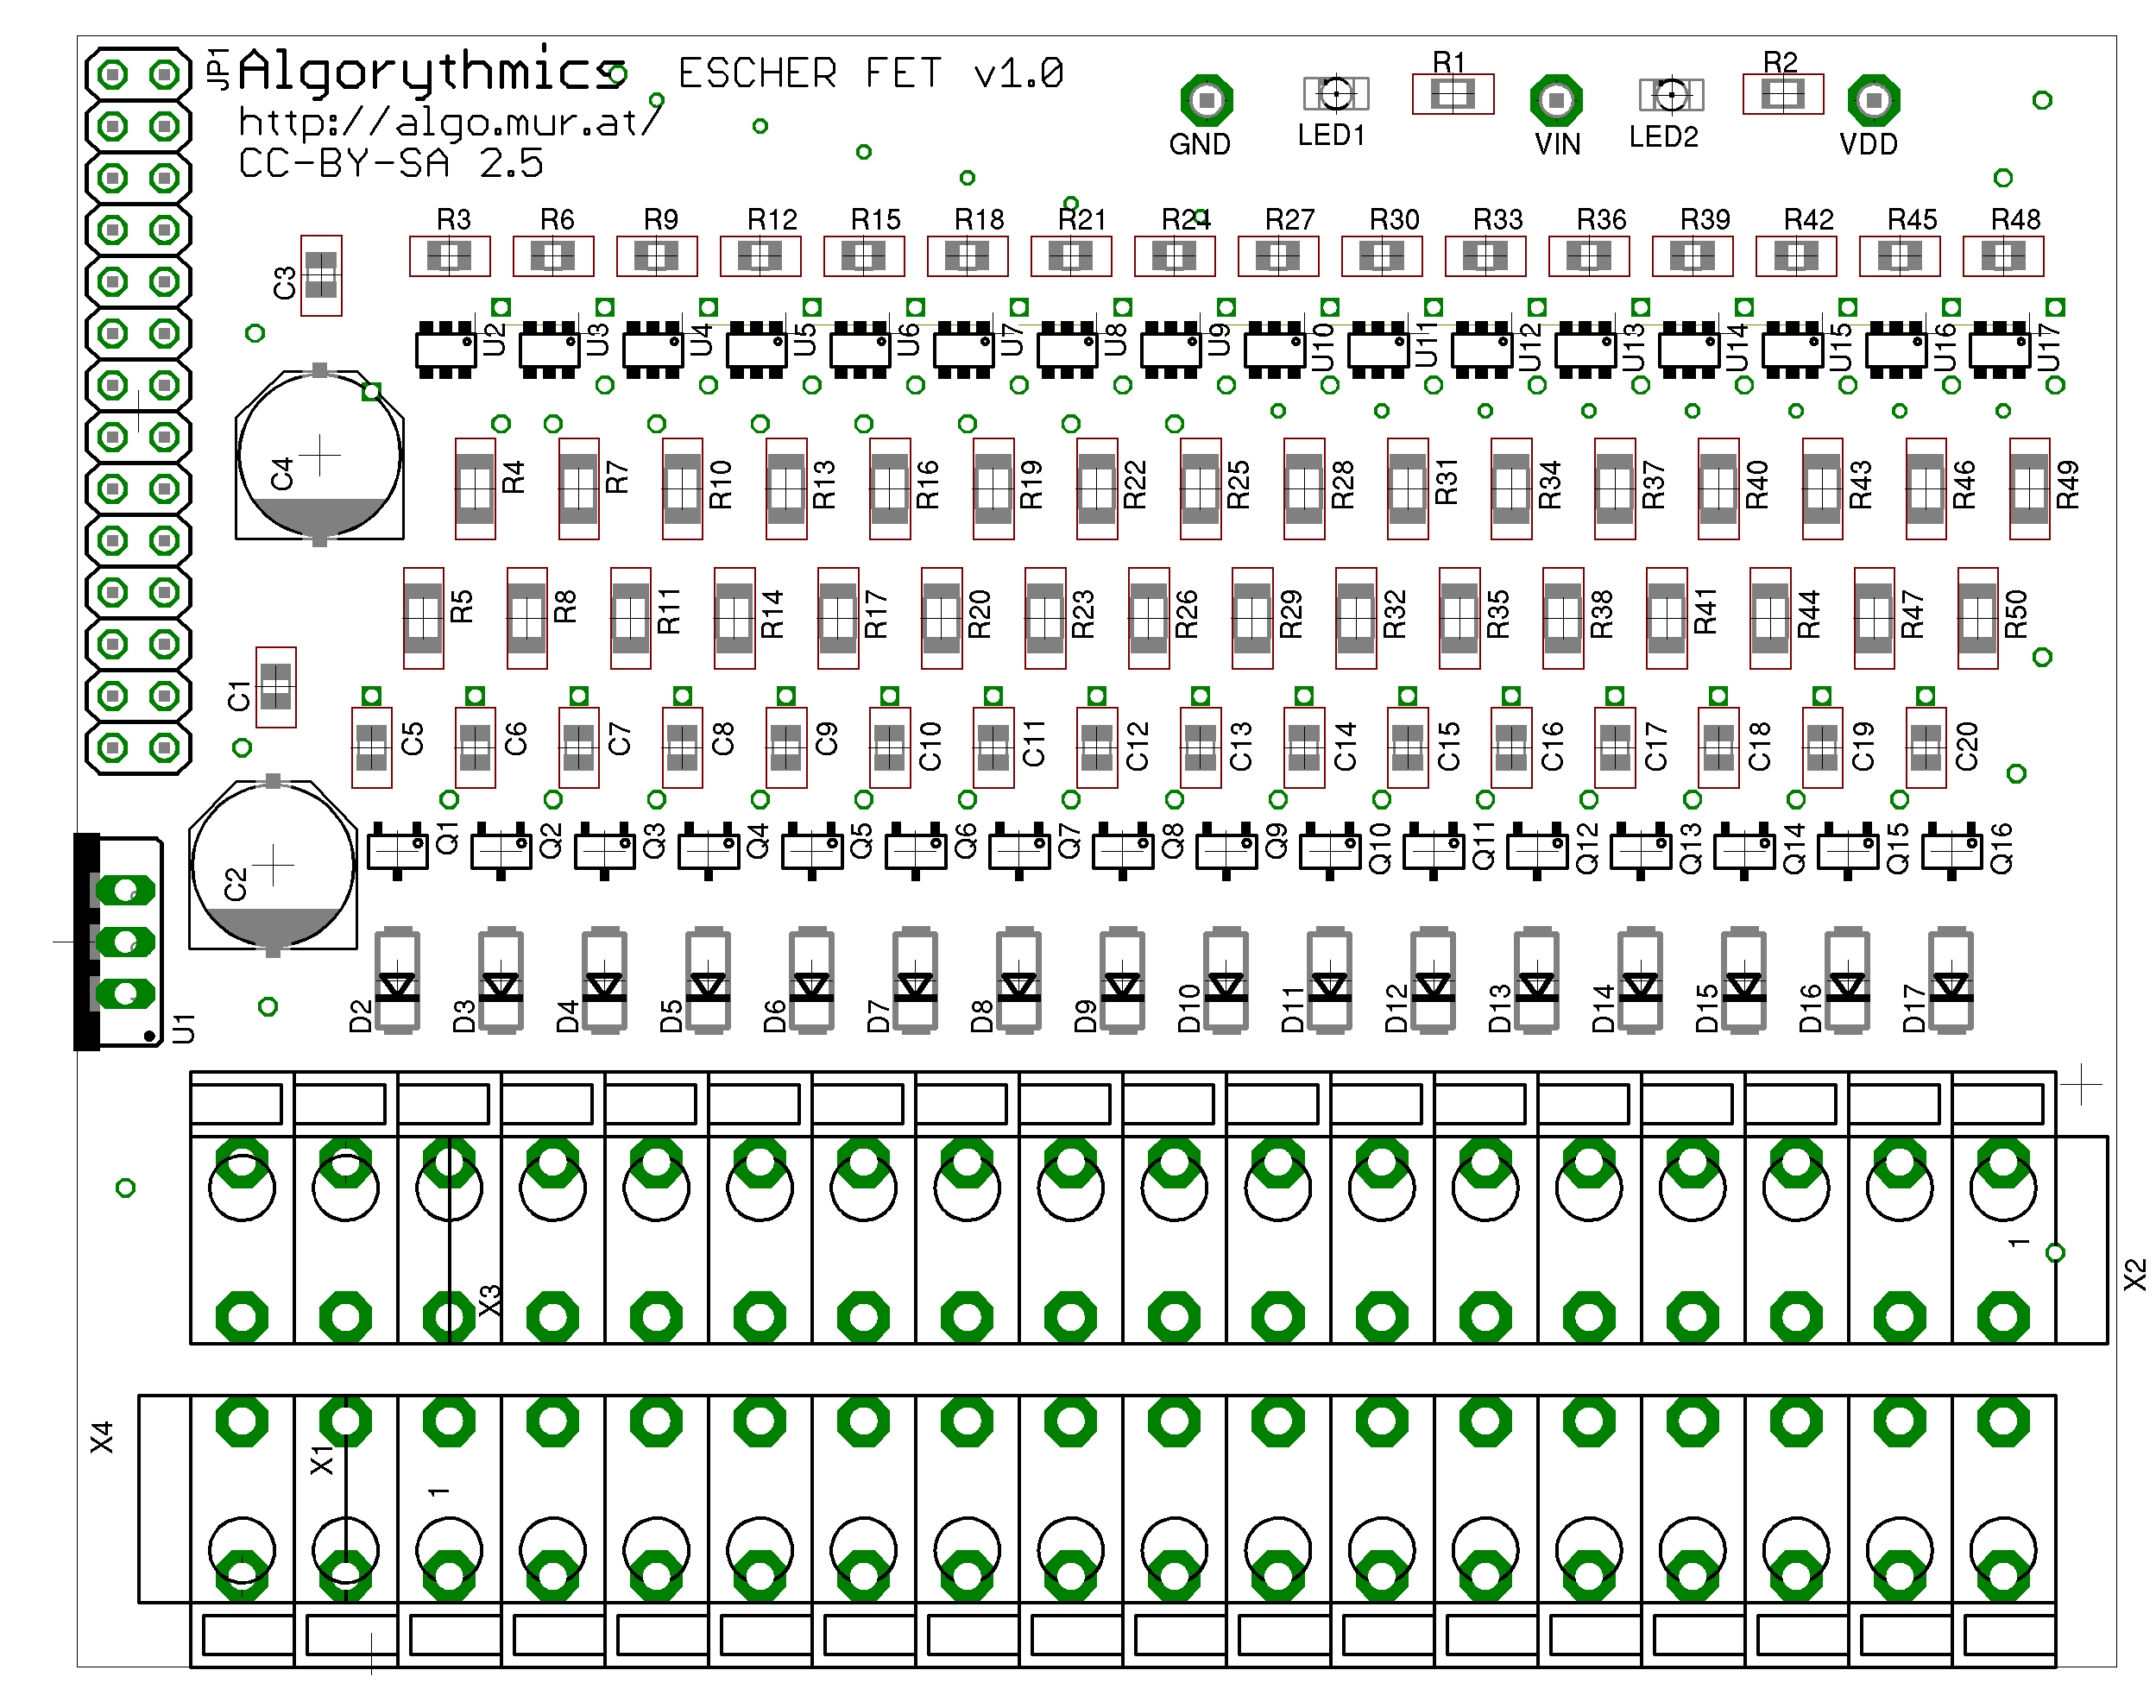 JP1
Algorythmics ESCHER FET v1.0
http://algo.mur.at/
CC-BY-SA 2.5
GND LED1 R1 VIN LED2 R2 VDD
R3 R6 R9 R12 R15 R18 R21 R24 R27 R30 R33 R36 R39 R42 R45 R48
C3
U2 U3 U4 U5 U6 U7 U8 U9 U10 U11 U12 U13 U14 U15 U16 U17
C4
R4 R7 R10 R13 R16 R19 R22 R25 R28 R31 R34 R37 R40 R43 R46 R49
R5 R8 R11 R14 R17 R20 R23 R26 R29 R32 R35 R38 R41 R44 R47 R50
C1
C5 C6 C7 C8 C9 C10 C11 C12 C13 C14 C15 C16 C17 C18 C19 C20
Q1 Q2 Q3 Q4 Q5 Q6 Q7 Q8 Q9 Q10 Q11 Q12 Q13 Q14 Q15 Q16
C2
D2 D3 D4 D5 D6 D7 D8 D9 D10 D11 D12 D13 D14 D15 D16 D17
U1
1
X3
X2
X4
X1
1